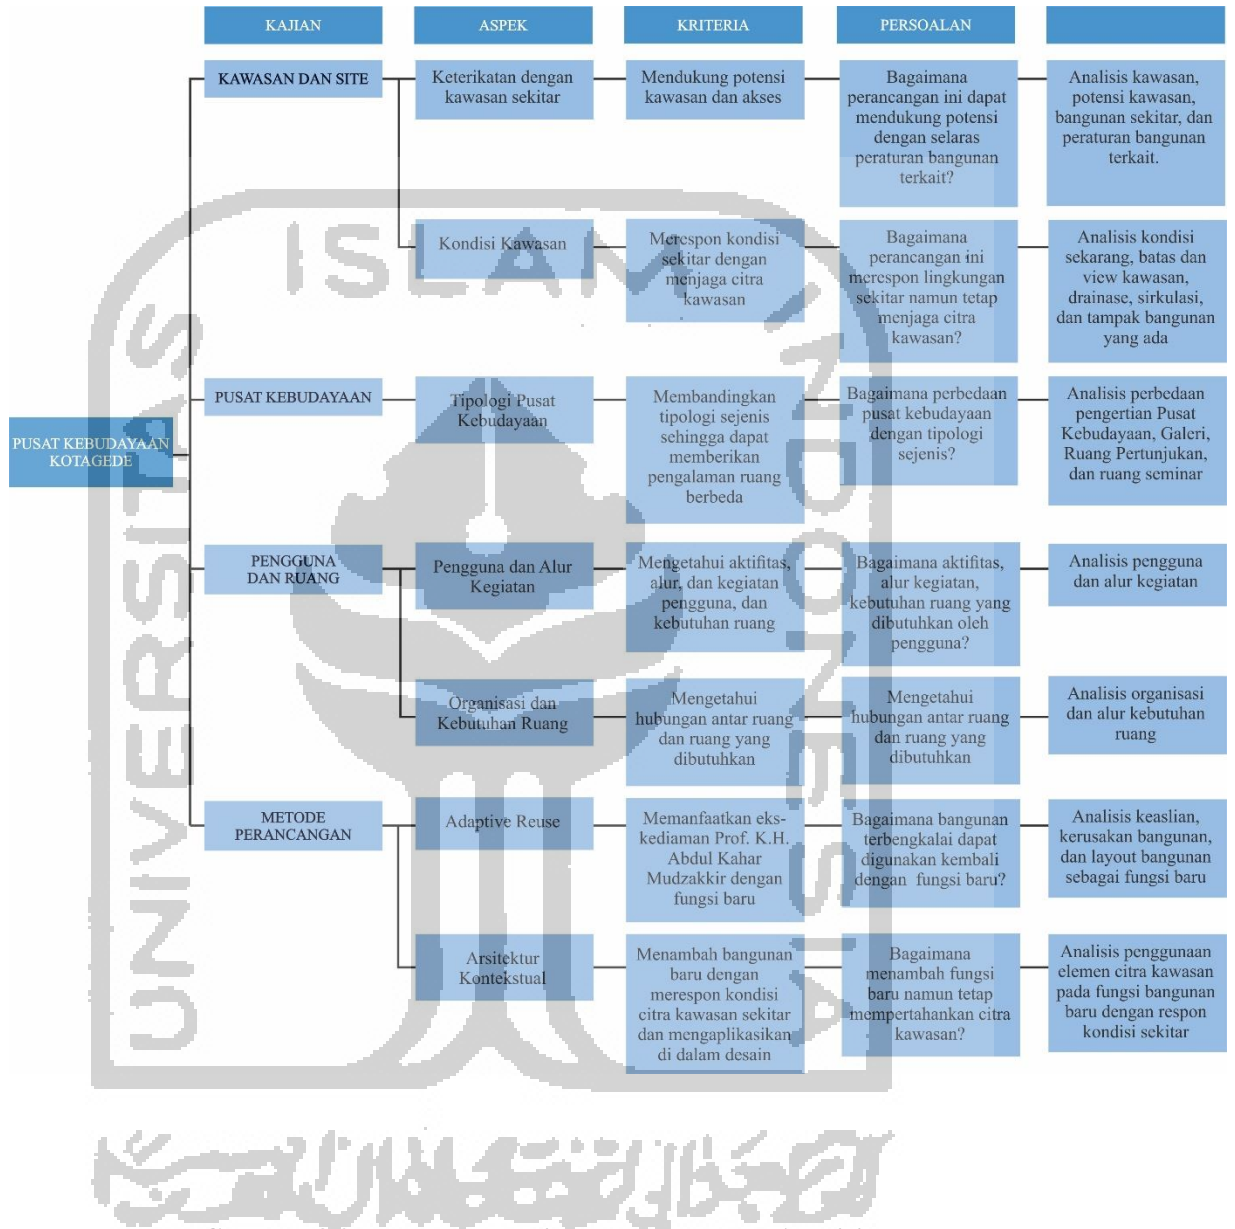 KAJIAN
ASPEK
KRITERIA
PERSOALAN
PUSAT KEBUDAYAAN
KOTAGEDE
KAWASAN DAN SITE
Keterikatan dengan
kawasan sekitar
Mendukung potensi
kawasan dan akses
Bagaimana
perancangan ini dapat
mendukung potensi
dengan selaras
peraturan bangunan
terkait?
Analisis kawasan,
potensi kawasan,
bangunan sekitar, dan
peraturan bangunan
terkait.
Kondisi Kawasan
Merespon kondisi
sekitar dengan
menjaga citra
kawasan
Bagaimana
perancangan ini
merespon lingkungan
sekitar namun tetap
menjaga citra
kawasan?
Analisis kondisi
sekarang, batas dan
view kawasan,
drainase, sirkulasi,
dan tampak bangunan
yang ada
PUSAT KEBUDAYAAN
Tipologi Pusat
Kebudayaan
Membandingkan
tipologi sejenis
sehingga dapat
memberikan
pengalaman ruang
berbeda
Bagaimana perbedaan
pusat kebudayaan
dengan tipologi
sejenis?
Analisis perbedaan
pengertian Pusat
Kebudayaan, Galeri,
Ruang Pertunjukan,
dan ruang seminar
PENGGUNA
DAN RUANG
Pengguna dan Alur
Kegiatan
Mengetahui aktifitas,
alur, dan kegiatan
pengguna, dan
kebutuhan ruang
Bagaimana aktifitas,
alur kegiatan,
kebutuhan ruang yang
dibutuhkan oleh
pengguna?
Analisis pengguna
dan alur kegiatan
Organisasi dan
Kebutuhan Ruang
Mengetahui
hubungan antar ruang
dan ruang yang
dibutuhkan
Mengetahui
hubungan antar ruang
dan ruang yang
dibutuhkan
Analisis organisasi
dan alur kebutuhan
ruang
METODE
PERANCANGAN
Adaptive Reuse
Memanfaatkan eks-
kediaman Prof. K.H.
Abdul Kahar
Mudzakkir dengan
fungsi baru
Bagaimana bangunan
terbengkalai dapat
digunakan kembali
dengan fungsi baru?
Analisis keaslian,
kerusakan bangunan,
dan layout bangunan
sebagai fungsi baru
Arsitektur
Kontekstual
Menambah bangunan
baru dengan
merespon kondisi
citra kawasan sekitar
dan mengaplikasikan
di dalam desain
Bagaimana
menambah fungsi
baru namun tetap
mempertahankan citra
kawasan?
Analisis penggunaan
elemen citra kawasan
pada fungsi bangunan
baru dengan respon
kondisi sekitar
UNIVERSITAS
ISLAM
INDONESIA